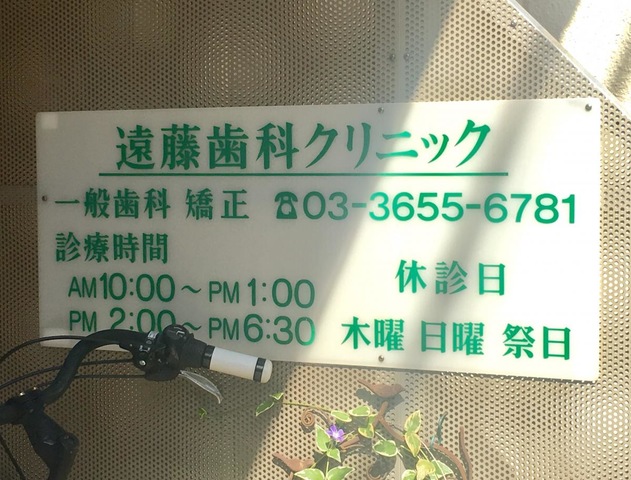 遠藤歯科クリニック
一般歯科 矯正 ☎03-3655-6781
診療時間
AM10:00～PM1:00
PM2:00～PM6:30
休診日
木曜 日曜 祭日